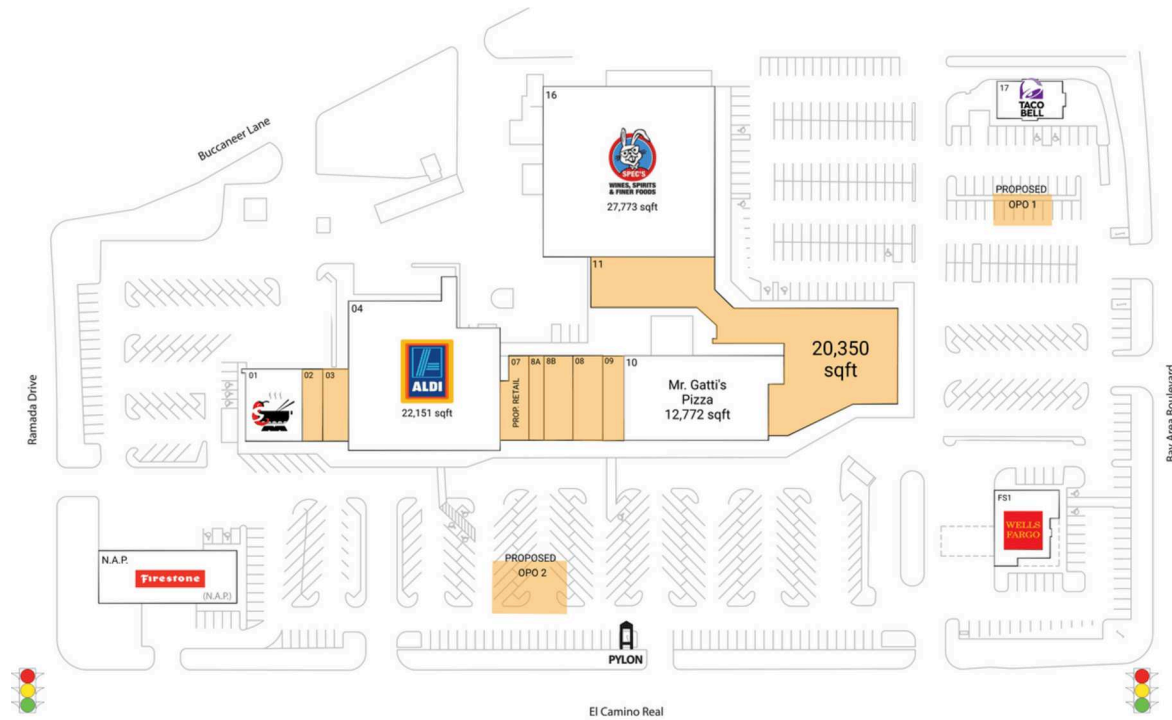 Buccaneer Lane
16
SPEC'S
WINES, SPIRITS
& FINER FOODS
27,773 sqft
17
TACO
BELL
PROPOSED
OPO 1
11
04
ALDI
22,151 sqft
01
02
03
07
PROP. RETAIL
8A
8B
08
09
10
Mr. Gatti's
Pizza
12,772 sqft
20,350
sqft
Ramada Drive
Bay Area Boulevard
FS1
WELLS
FARGO
N.A.P.
Firestone
(N.A.P.)
PROPOSED
OPO 2
PYLON
El Camino Real